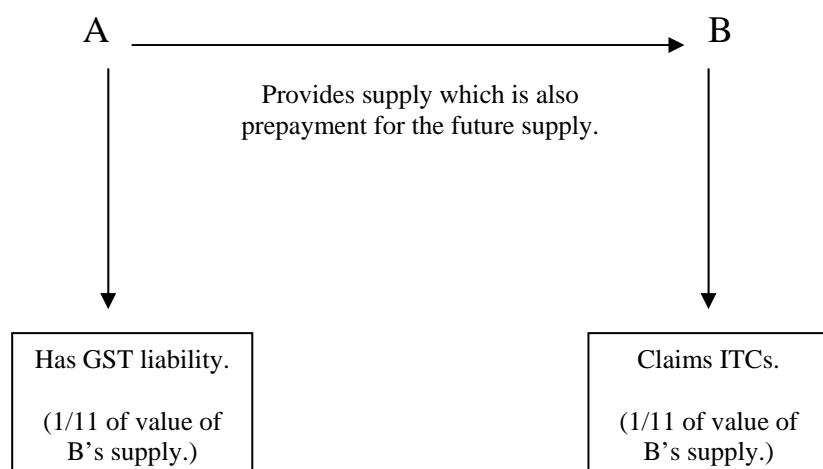 A B
Provides supply which is also
prepayment for the future supply.
Has GST liability.
(1/11 of value of
B’s supply.)
Claims ITCs.
(1/11 of value of
B’s supply.)